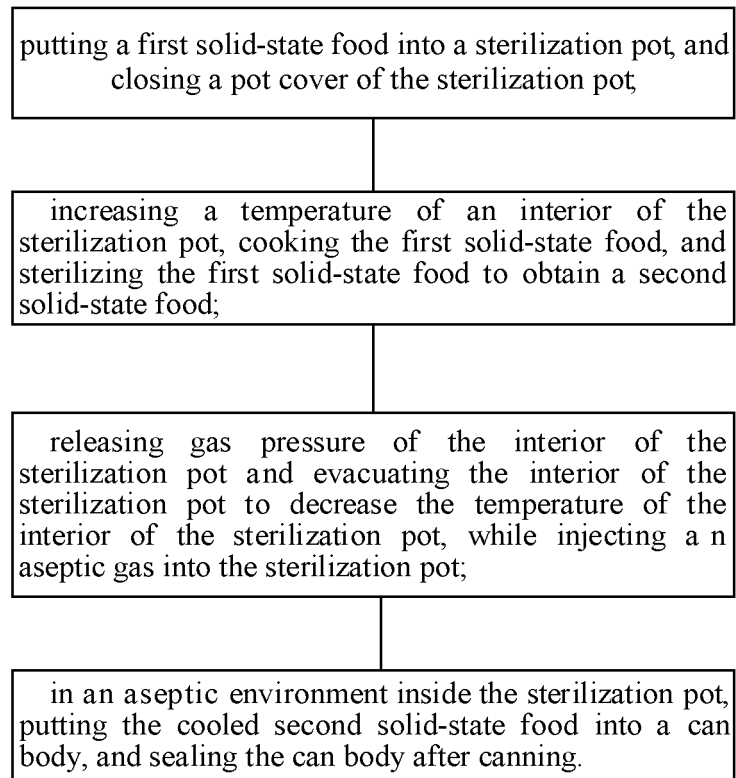 putting a first solid-state food into a sterilization pot, and
closing a pot cover of the sterilization pot;
increasing a temperature of an interior of the
sterilization pot, cooking the first solid-state food, and
sterilizing the first solid-state food to obtain a second
solid-state food;
releasing gas pressure of the interior of the
sterilization pot and evacuating the interior of the
sterilization pot to decrease the temperature of the
interior of the sterilization pot, while injecting a n
aseptic gas into the sterilization pot;
in an aseptic environment inside the sterilization pot,
putting the cooled second solid-state food into a can
body, and sealing the can body after canning.